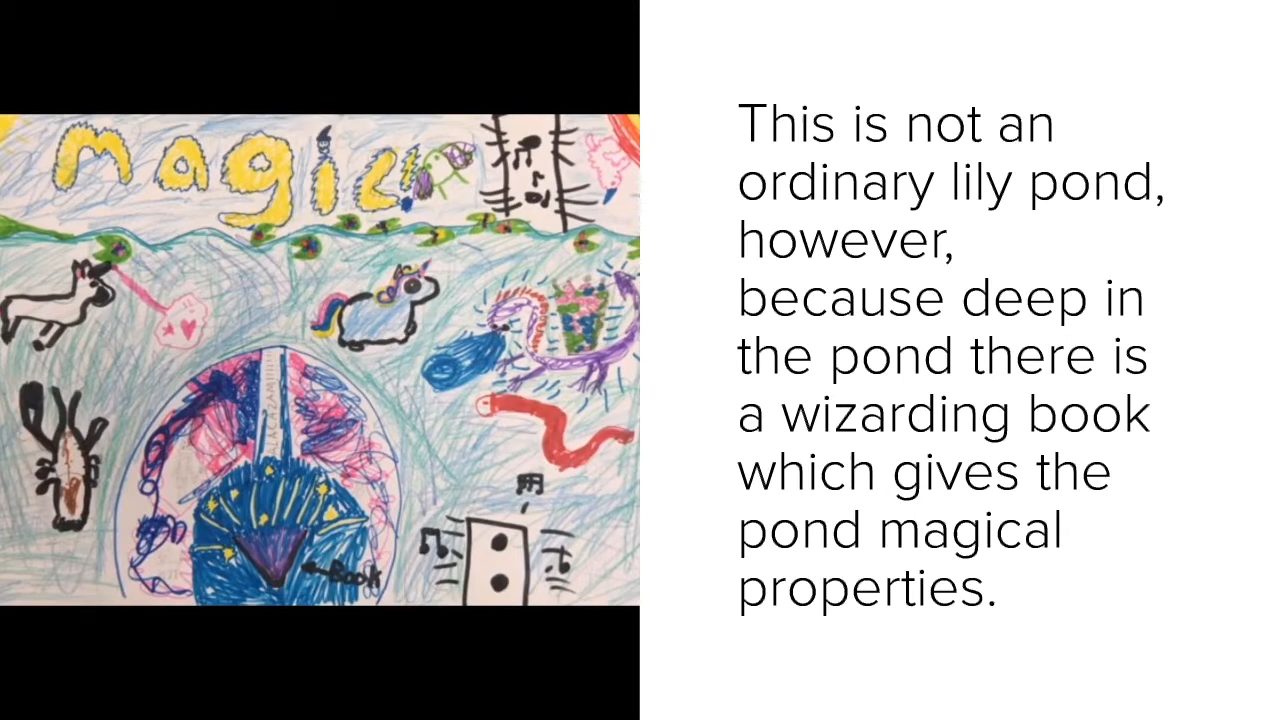 magic!
ALACAZAM!!!!!
Book
This is not an
ordinary lily pond,
however,
because deep in
the pond there is
a wizarding book
which gives the
pond magical
properties.